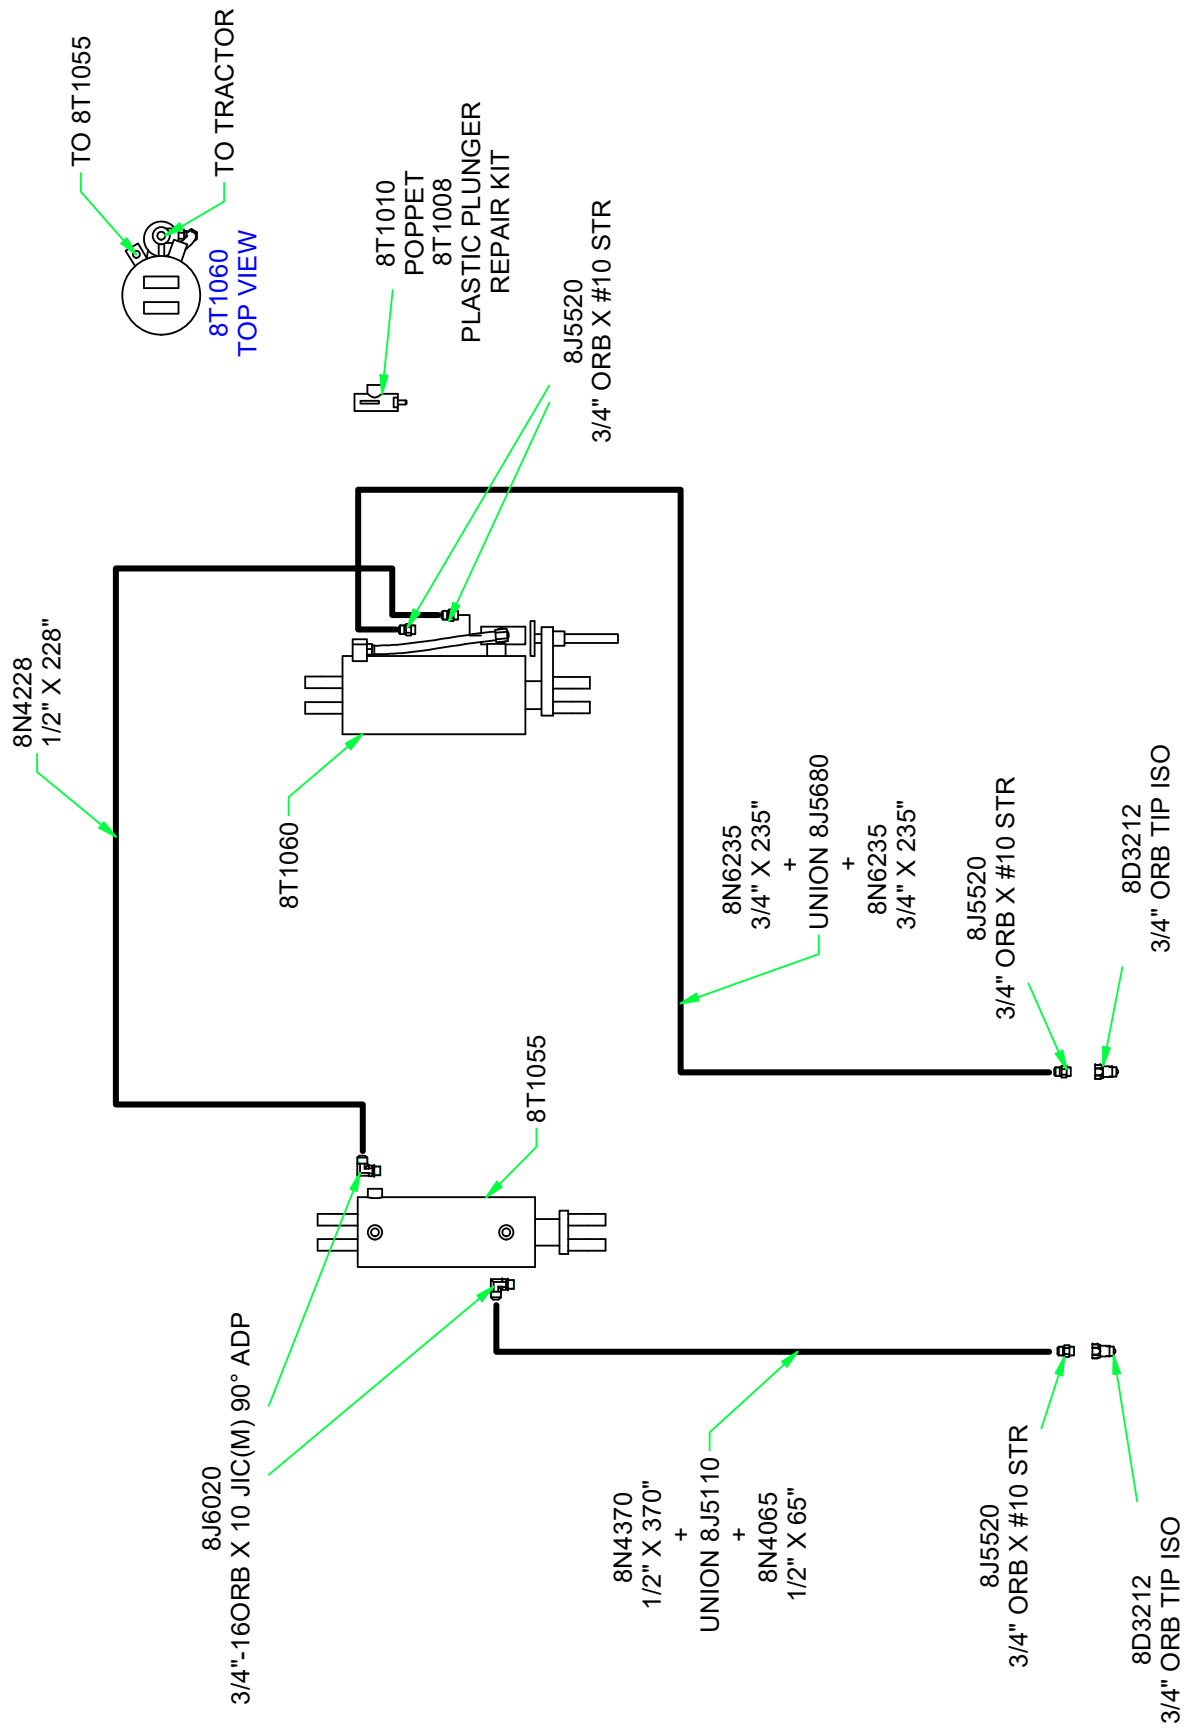 8J6020
3/4"-16ORB X 10 JIC(M) 90° ADP
8N4228
1/2" X 228"
8T1060
8T1055
TO 8T1055
TO TRACTOR
8T1060
TOP VIEW
8T1010
POPPET
8T1008
PLASTIC PLUNGER
REPAIR KIT
8J5520
3/4" ORB X #10 STR
8N4370
1/2" X 370"
+
UNION 8J5110
+
8N4065
1/2" X 65"
8N6235
3/4" X 235"
+
UNION 8J5680
+
8N6235
3/4" X 235"
8J5520
3/4" ORB X #10 STR
8D3212
3/4" ORB TIP ISO
8J5520
3/4" ORB X #10 STR
8D3212
3/4" ORB TIP ISO